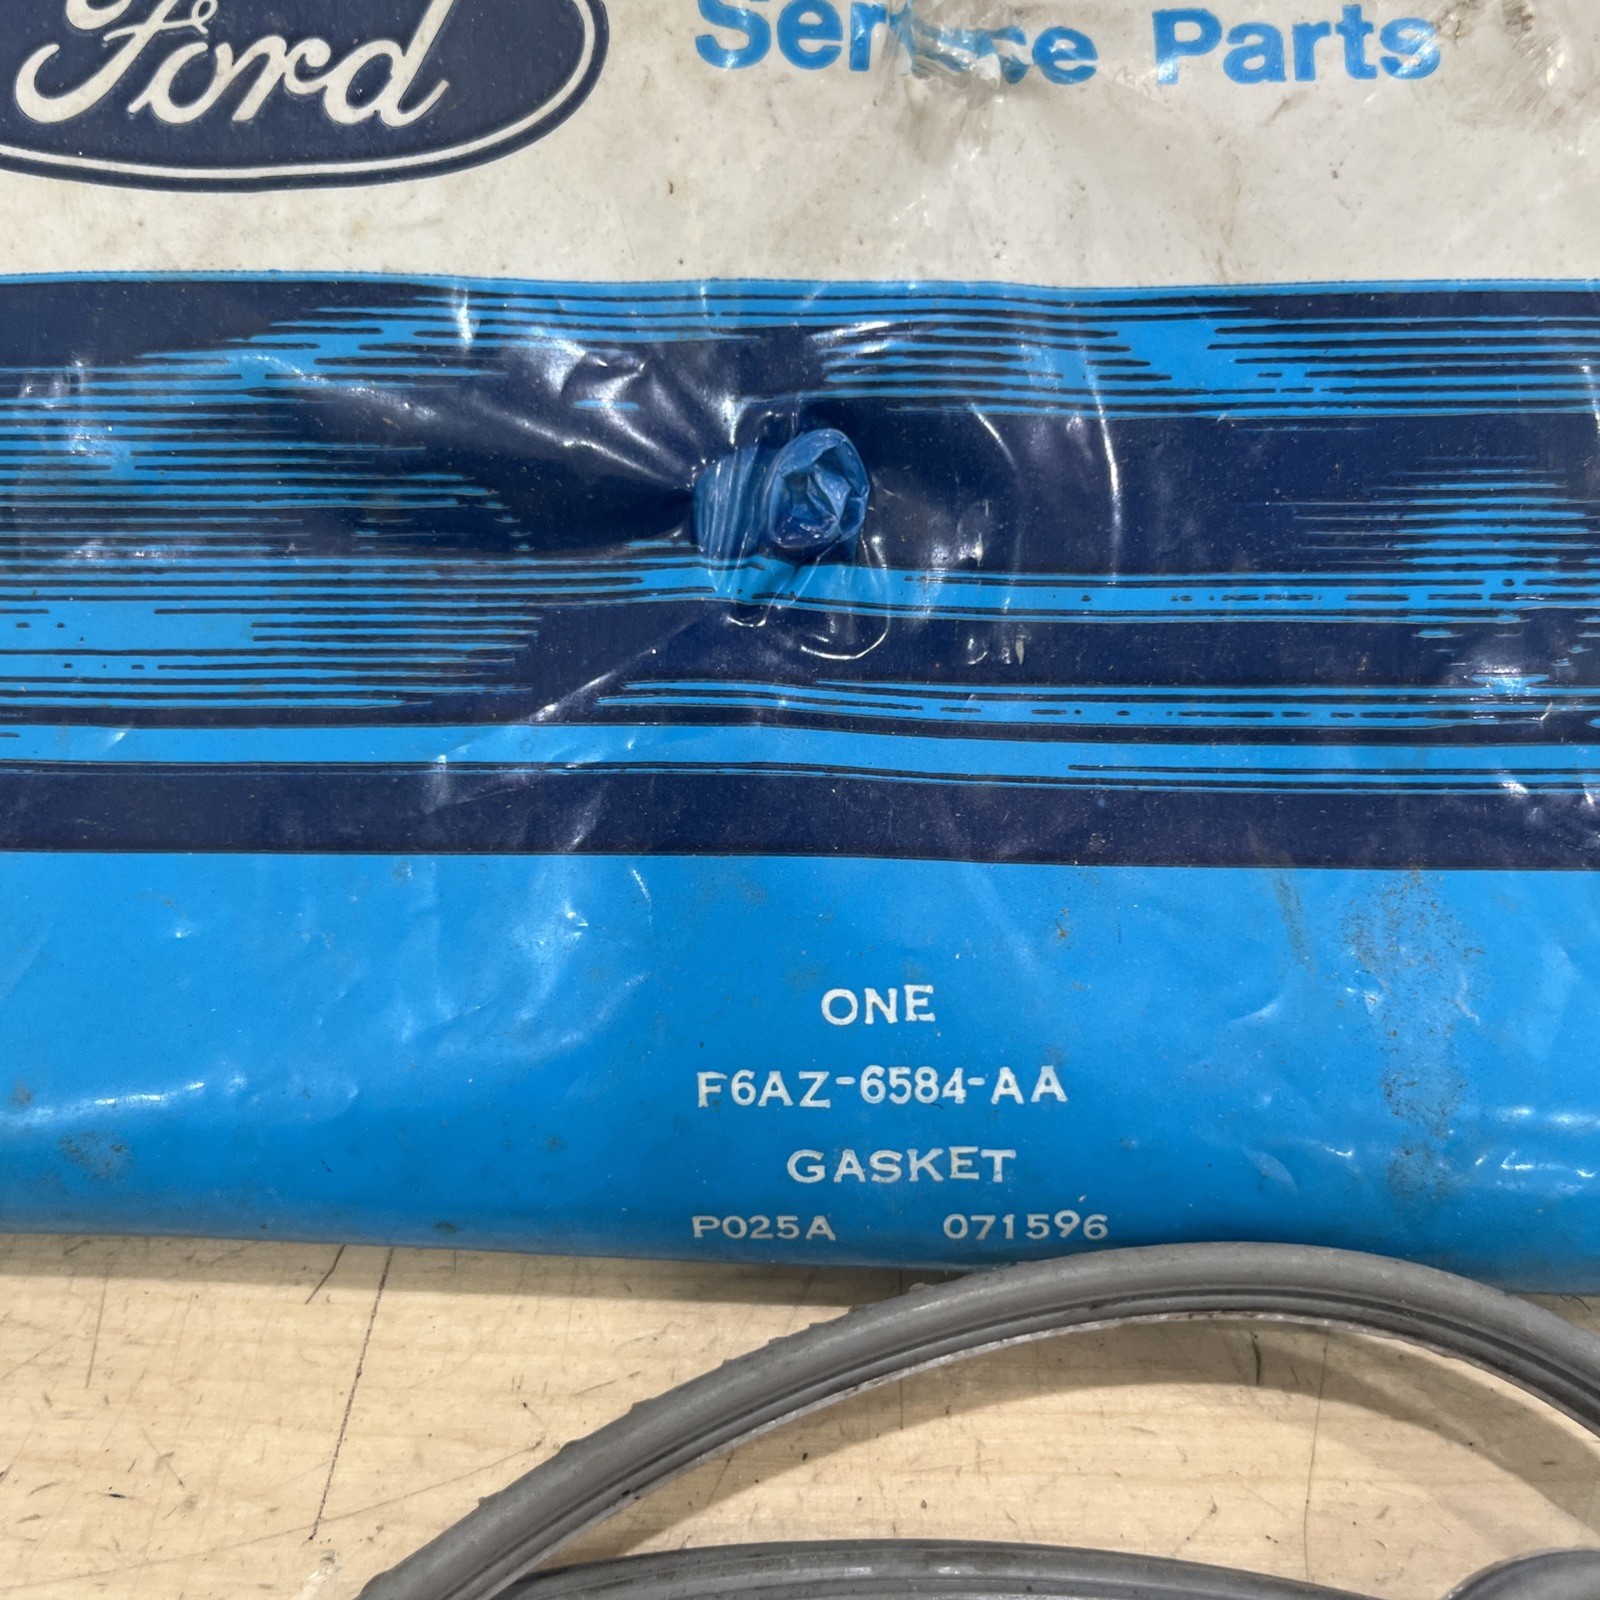 Ford
Service Parts
ONE
F6AZ-6584-AA
GASKET
P025A 071596